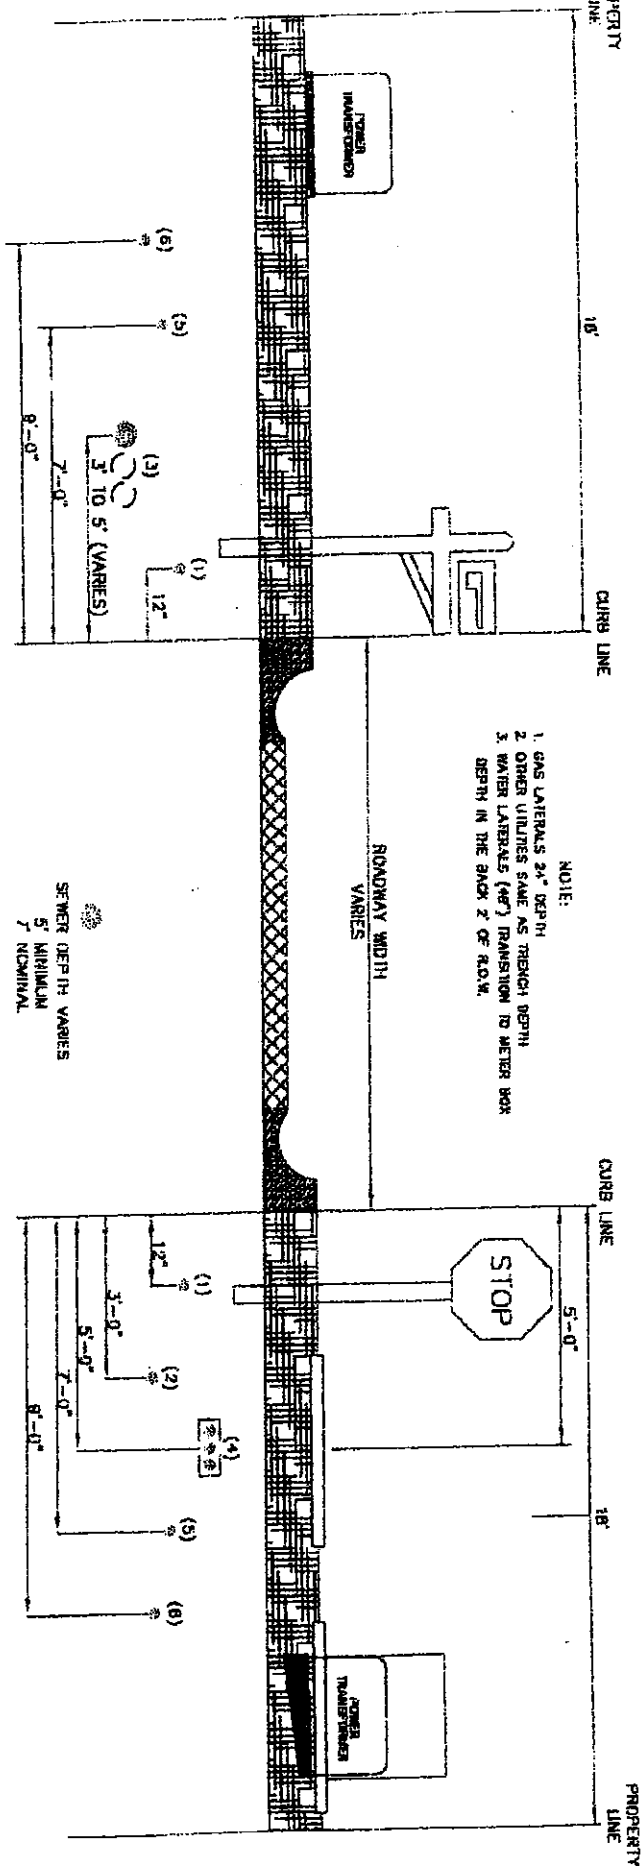 PROPERTY
LINE
18'
CURB LINE
CURB LINE
5'-0"
18'
PROPERTY
LINE
NOTE:
1. GAS LATERALS 24" DEPTH
2. OTHER UTILITIES SAME AS TRENCH DEPTH
3. WATER LATERALS (48") TRANSITION TO METER BOX
DEPTH IN THE BACK 2' OF R.O.W.
ROADWAY WIDTH
VARIES
POWER
TRANSFORMER
STOP
POWER
TRANSFORMER
(6)
(5)
(3)
(1)
12"
3' TO 5' (VARIES)
7'-0"
8'-0"
SEWER DEPTH VARIES
5' MINIMUM
7' NOMINAL
(1)
(2)
(4)
(5)
(6)
12"
3'-0"
5'-0"
7'-0"
8'-0"